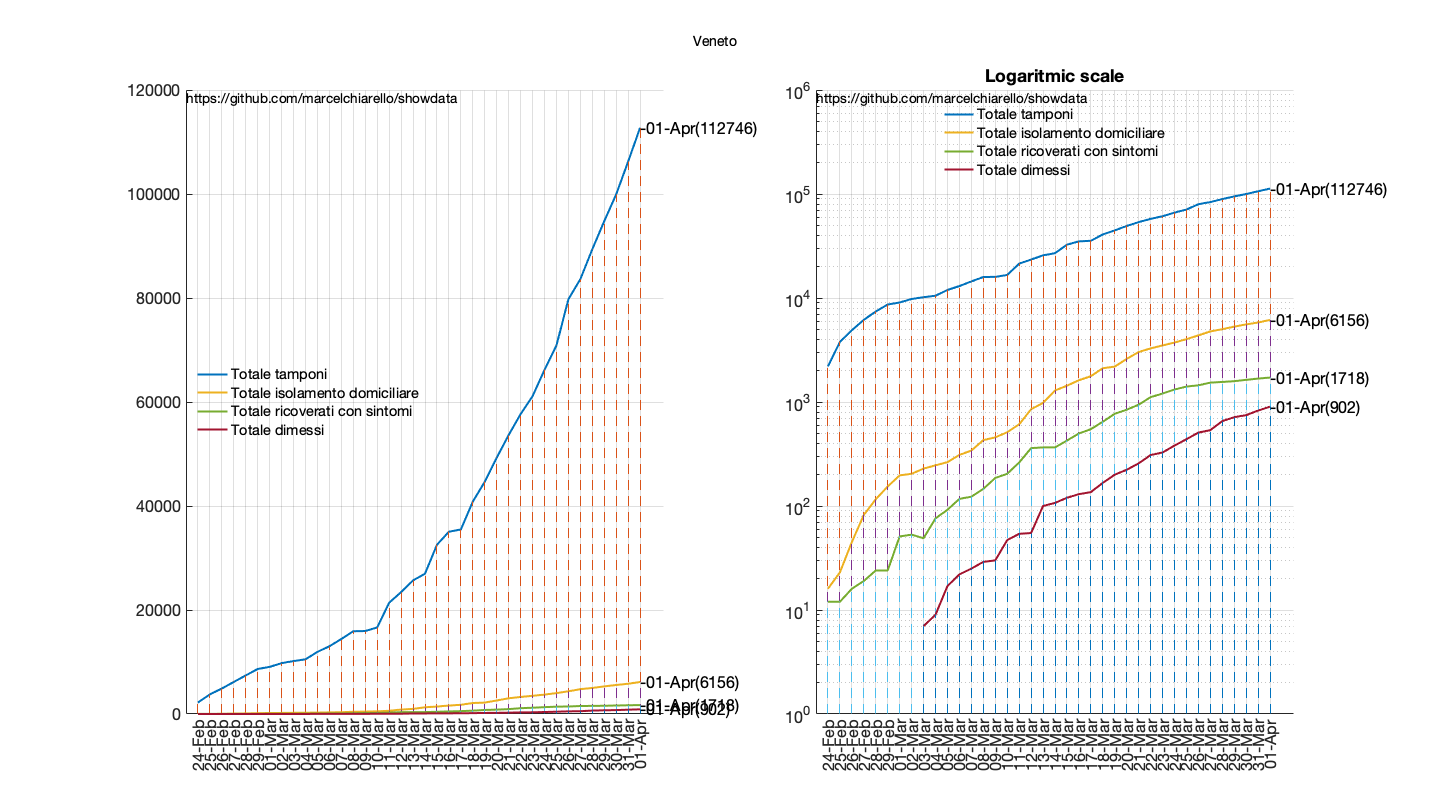 Veneto
120000
100000
80000
60000
40000
20000
0
https://github.com/marcelchiarello/showdata
Totale tamponi
Totale isolamento domiciliare
Totale ricoverati con sintomi
Totale dimessi
-01-Apr(112746)
-01-Apr(6156)
-01-Apr(1718)
-01-Apr(902)
24-Feb
25-Feb
26-Feb
27-Feb
28-Feb
29-Feb
01-Mar
02-Mar
03-Mar
04-Mar
05-Mar
06-Mar
07-Mar
08-Mar
09-Mar
10-Mar
11-Mar
12-Mar
13-Mar
14-Mar
15-Mar
16-Mar
17-Mar
18-Mar
19-Mar
20-Mar
21-Mar
22-Mar
23-Mar
24-Mar
25-Mar
26-Mar
27-Mar
28-Mar
29-Mar
30-Mar
31-Mar
01-Apr
Logaritmic scale
10^6
10^5
10^4
10^3
10^2
10^1
10^0
https://github.com/marcelchiarello/showdata
Totale tamponi
Totale isolamento domiciliare
Totale ricoverati con sintomi
Totale dimessi
-01-Apr(112746)
-01-Apr(6156)
-01-Apr(1718)
-01-Apr(902)
24-Feb
25-Feb
26-Feb
27-Feb
28-Feb
29-Feb
01-Mar
02-Mar
03-Mar
04-Mar
05-Mar
06-Mar
07-Mar
08-Mar
09-Mar
10-Mar
11-Mar
12-Mar
13-Mar
14-Mar
15-Mar
16-Mar
17-Mar
18-Mar
19-Mar
20-Mar
21-Mar
22-Mar
23-Mar
24-Mar
25-Mar
26-Mar
27-Mar
28-Mar
29-Mar
30-Mar
31-Mar
01-Apr